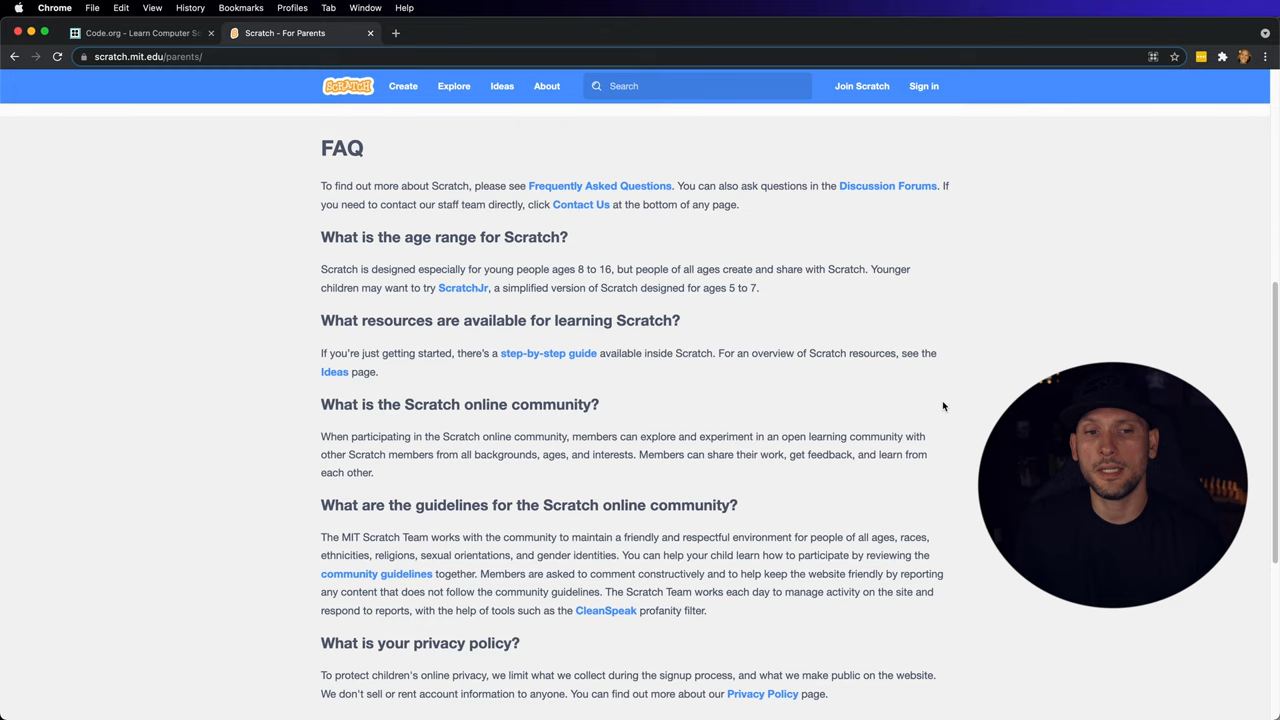 Chrome File Edit View History Bookmarks Profiles Tab Window Help
Code.org - Learn Computer Sc
Scratch - For Parents
scratch.mit.edu/parents/
SCRATCH Create Explore Ideas About Search Join Scratch Sign in
FAQ
To find out more about Scratch, please see Frequently Asked Questions. You can also ask questions in the Discussion Forums. If
you need to contact our staff team directly, click Contact Us at the bottom of any page.
What is the age range for Scratch?
Scratch is designed especially for young people ages 8 to 16, but people of all ages create and share with Scratch. Younger
children may want to try ScratchJr, a simplified version of Scratch designed for ages 5 to 7.
What resources are available for learning Scratch?
If you’re just getting started, there’s a step-by-step guide available inside Scratch. For an overview of Scratch resources, see the
Ideas page.
What is the Scratch online community?
When participating in the Scratch online community, members can explore and experiment in an open learning community with
other Scratch members from all backgrounds, ages, and interests. Members can share their work, get feedback, and learn from
each other.
What are the guidelines for the Scratch online community?
The MIT Scratch Team works with the community to maintain a friendly and respectful environment for people of all ages, races,
ethnicities, religions, sexual orientations, and gender identities. You can help your child learn how to participate by reviewing the
community guidelines together. Members are asked to comment constructively and to help keep the website friendly by reporting
any content that does not follow the community guidelines. The Scratch Team works each day to manage activity on the site and
respond to reports, with the help of tools such as the CleanSpeak profanity filter.
What is your privacy policy?
To protect children's online privacy, we limit what we collect during the signup process, and what we make public on the website.
We don't sell or rent account information to anyone. You can find out more about our Privacy Policy page.